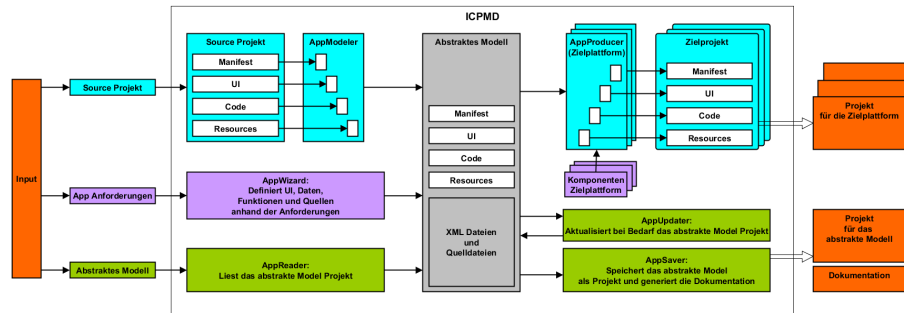 ICPMD
Input
Source Projekt
App Anforderungen
Abstraktes Modell
Source Projekt
Manifest
UI
Code
Resources
AppModeler
AppWizard:
Definiert UI, Daten,
Funktionen und Quellen
anhand der Anforderungen
AppReader:
Liest das abstrakte Model Projekt
Abstraktes Modell
Manifest
UI
Code
Resources
XML Dateien
und
Quelldateien
AppProducer
(Zielplattform)
Komponenten
Zielplattform
Zielprojekt
Manifest
UI
Code
Resources
AppUpdater:
Aktualisiert bei Bedarf das abstrakte Model Projekt
AppSaver:
Speichert das abstrakte Model
als Projekt und generiert die Dokumentation
Projekt
für die Zielplattform
Projekt
für das
abstrakte Modell
Dokumentation